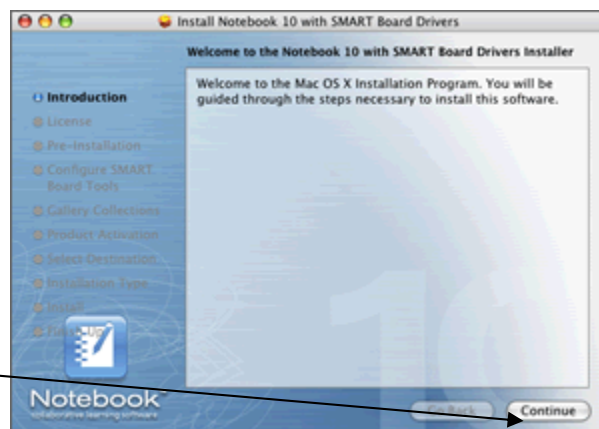 Install Notebook 10 with SMART Board Drivers
Welcome to the Notebook 10 with SMART Board Drivers Installer
Welcome to the Mac OS X Installation Program. You will be
guided through the steps necessary to install this software.
Introduction
License
Pre-Installation
Configure SMART
Board Tools
Gallery Collections
Product Activation
Select Destination
Installation Type
Install
10
Notebook™
collaborative learning software
Go Back
Continue